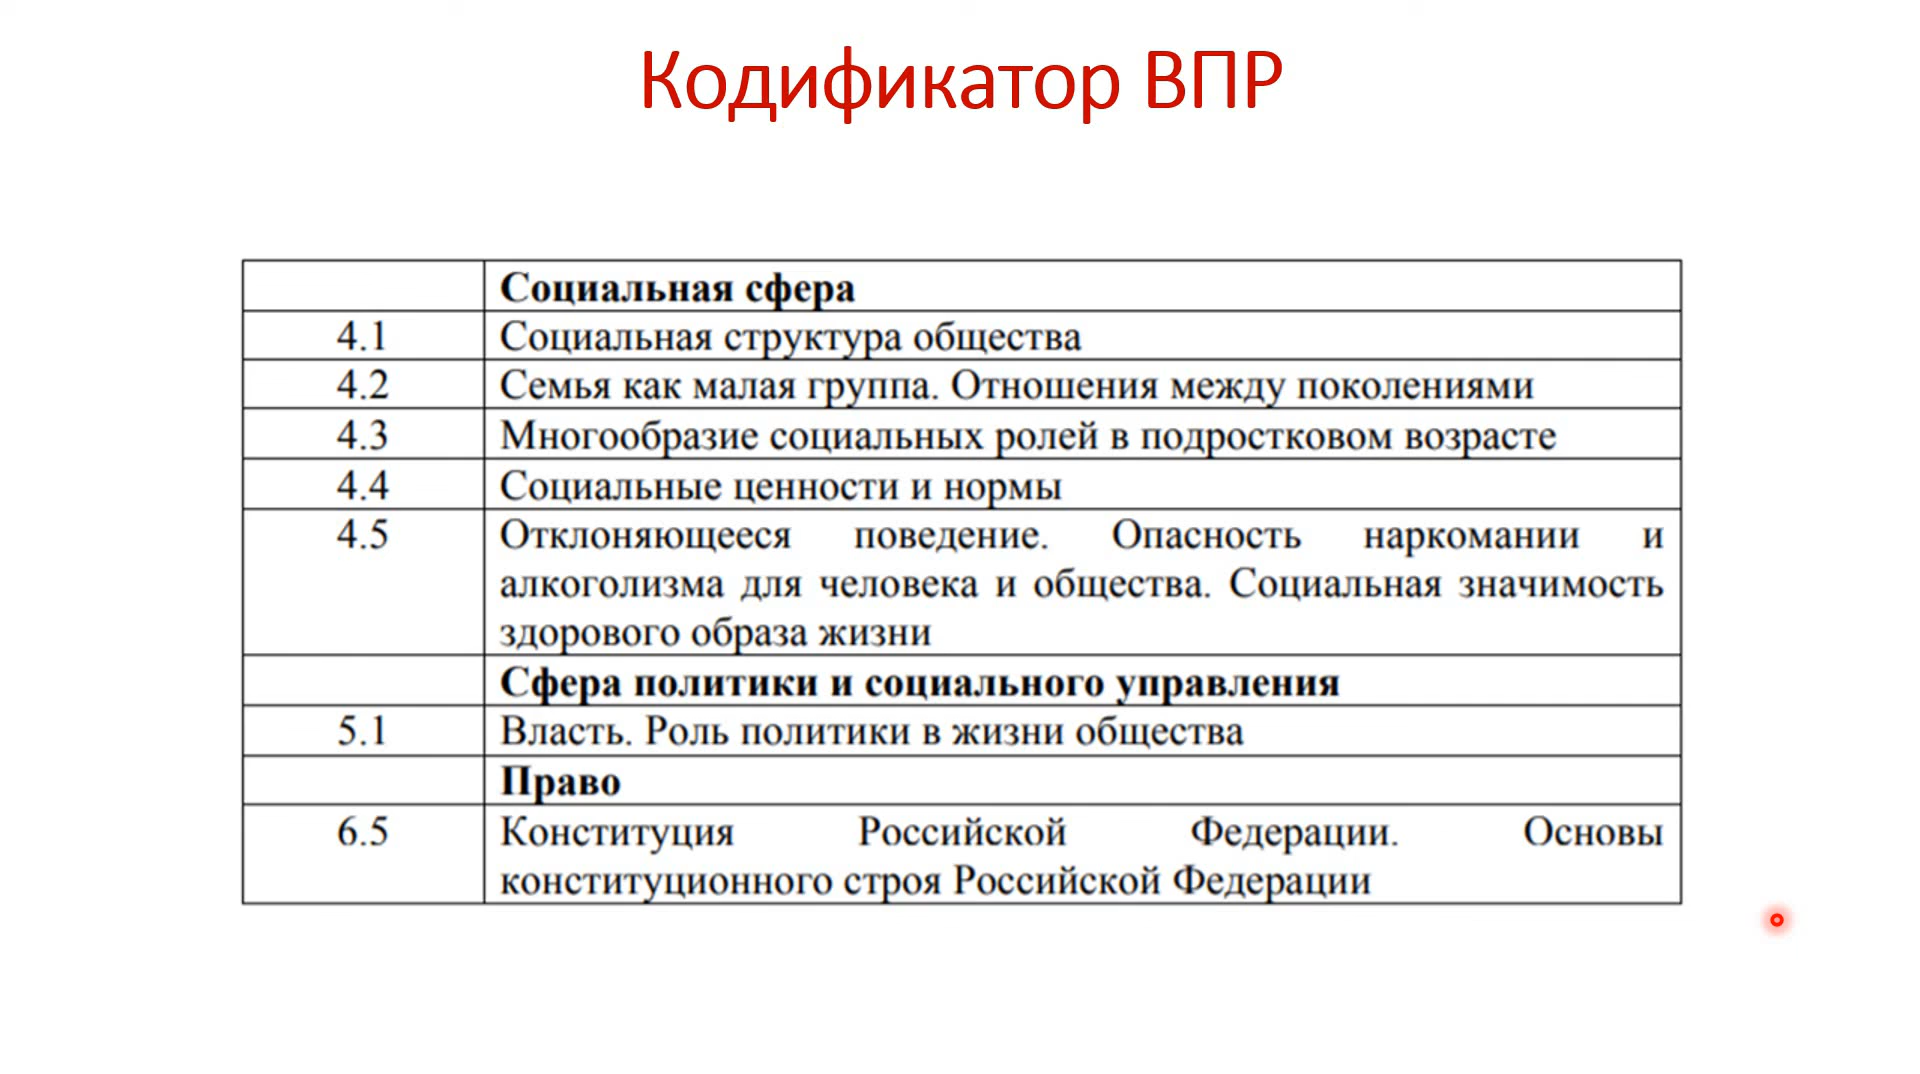 Кодификатор ВПР
Социальная сфера
4.1 Социальная структура общества
4.2 Семья как малая группа. Отношения между поколениями
4.3 Многообразие социальных ролей в подростковом возрасте
4.4 Социальные ценности и нормы
4.5 Отклоняющееся поведение. Опасность наркомании и
алкоголизма для человека и общества. Социальная значимость
здорового образа жизни
Сфера политики и социального управления
5.1 Власть. Роль политики в жизни общества
Право
6.5 Конституция Российской Федерации. Основы
конституционного строя Российской Федерации